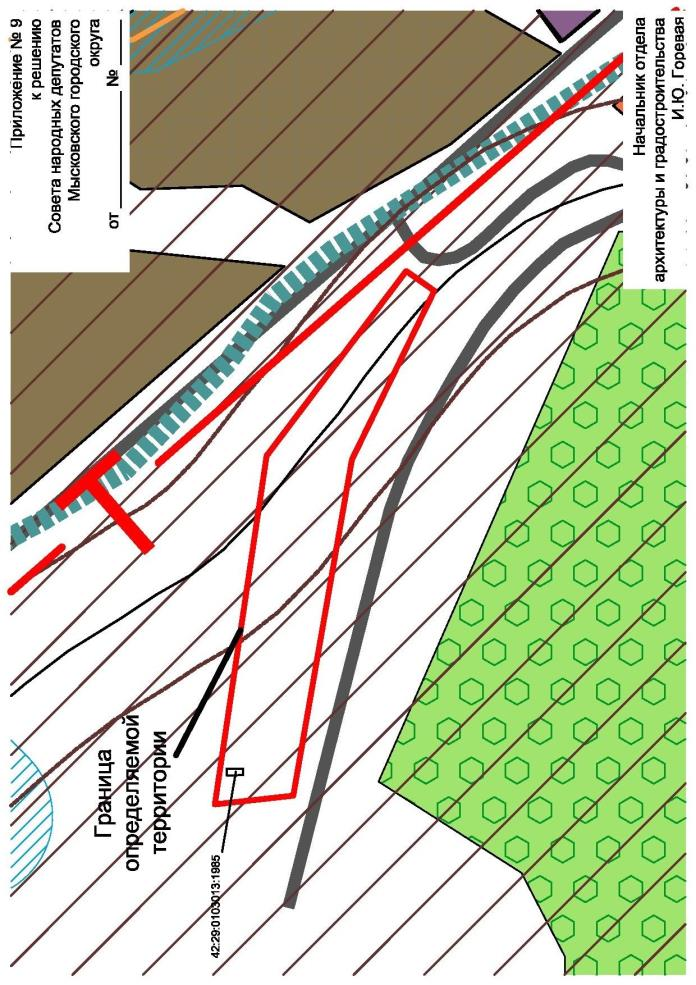 Приложение № 9
к решению
Совета народных депутатов
Мысковского городского
округа
от ________ № ________
Граница
определяемой
территории
42:29:0103013:1985
Начальник отдела
архитектуры и градостроительства
И.Ю. Горевая